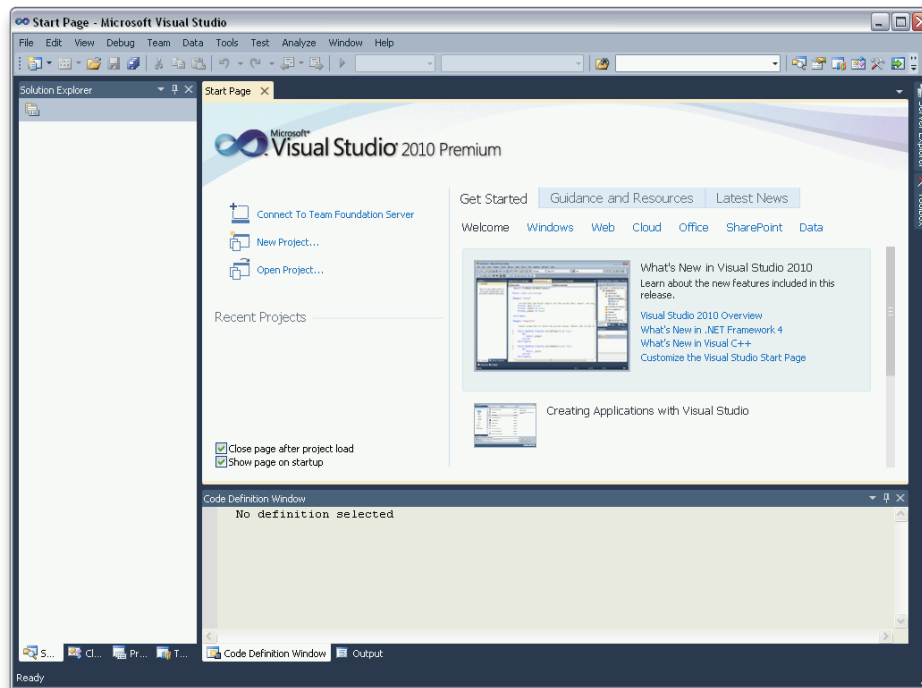 Start Page - Microsoft Visual Studio
File Edit View Debug Team Data Tools Test Analyze Window Help
Solution Explorer
Start Page
Microsoft®
Visual Studio 2010 Premium
Connect To Team Foundation Server
New Project...
Open Project...
Recent Projects
Close page after project load
Show page on startup
Get Started Guidance and Resources Latest News
Welcome Windows Web Cloud Office SharePoint Data
What's New in Visual Studio 2010
Learn about the new features included in this
release.
Visual Studio 2010 Overview
What's New in .NET Framework 4
What's New in Visual C++
Customize the Visual Studio Start Page
Creating Applications with Visual Studio
Server Explorer
Toolbox
Code Definition Window
No definition selected
S... Cl... Pr... T...
Code Definition Window Output
Ready